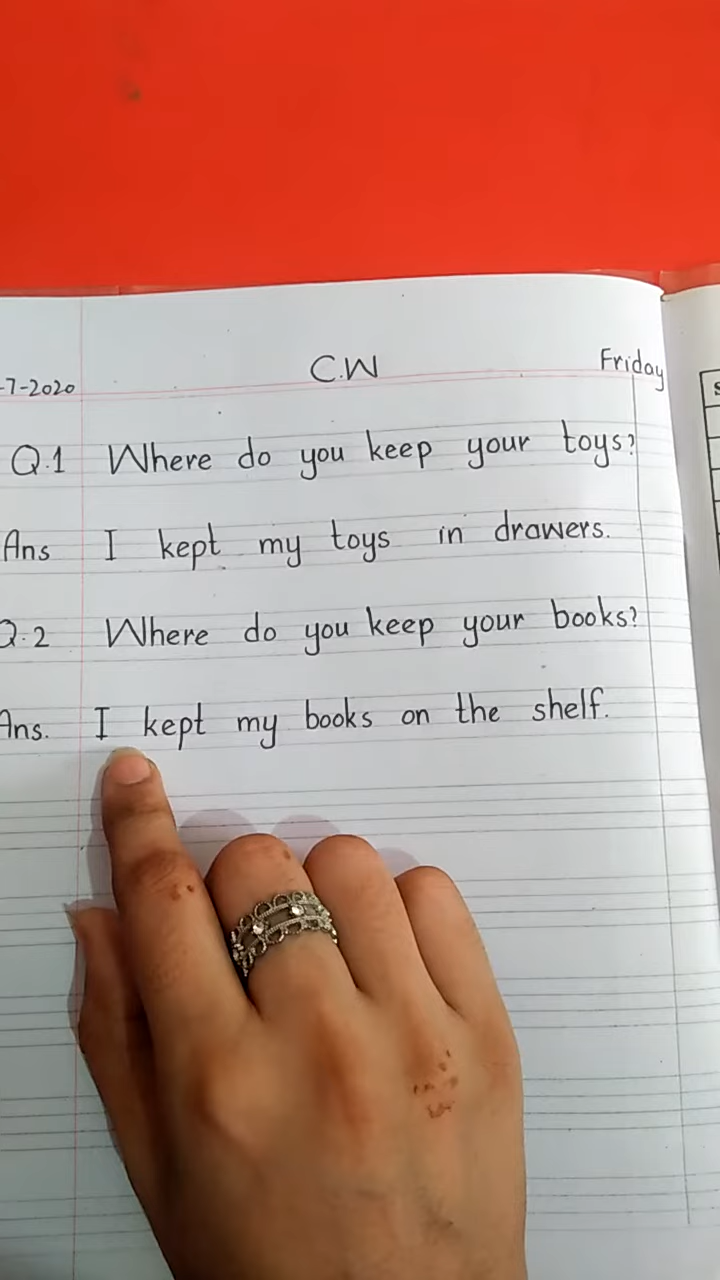 -7-2020 C.W Friday
Q.1 Where do you keep your toys?
Ans I kept my toys in drawers.
Q.2 Where do you keep your books?
Ans. I kept my books on the shelf.